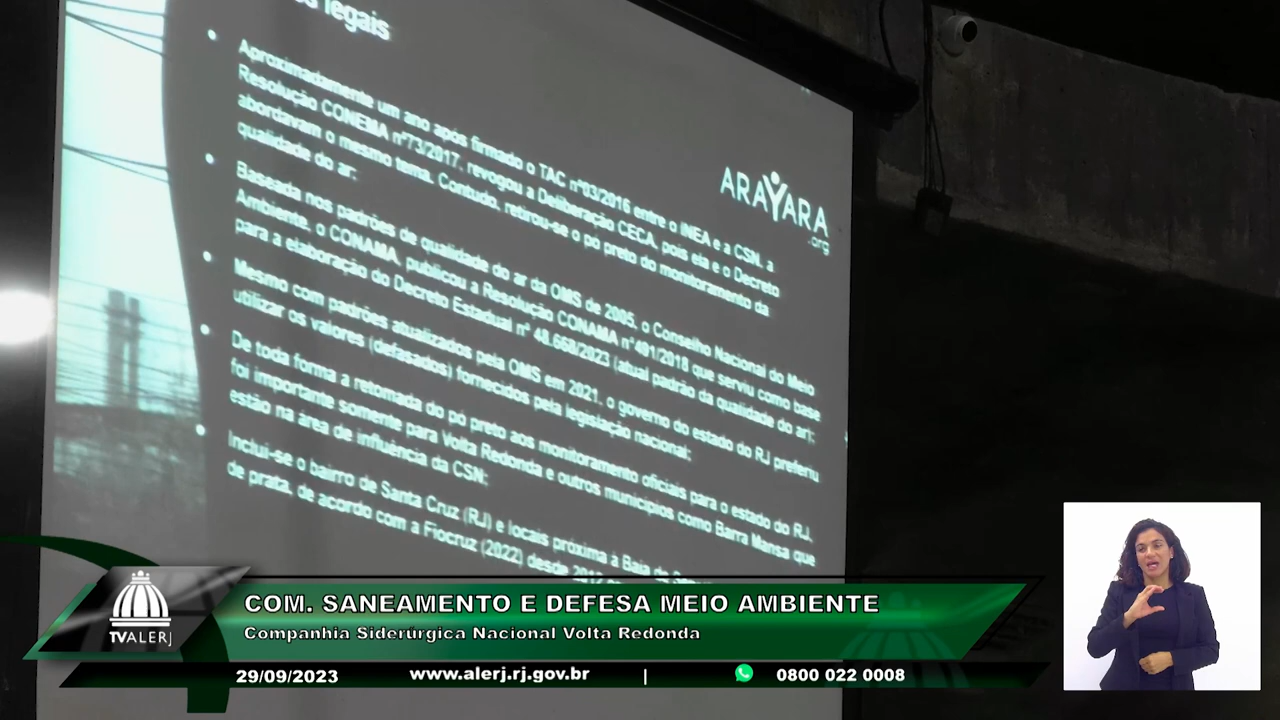 legais
Aproximadamente um ano após firmado o TAC nº03/2016 entre o INEA e a CSN, a
Resolução CONEMA nº73/2017, revogou a Deliberação CECA, pois ela e o Decreto
abordavam o mesmo tema. Contudo, retirou-se o pó preto do monitoramento da
qualidade do ar;
Baseada nos padrões de qualidade do ar da OMS de 2005, o Conselho Nacional do Meio
Ambiente, o CONAMA, publicou a Resolução CONAMA nº491/2018 que serviu como base
para a elaboração do Decreto Estadual nº 48.668/2023 (atual padrão da qualidade do ar);
Mesmo com padrões atualizados pela OMS em 2021, o governo do estado do RJ preferiu
utilizar os valores (defasados) fornecidos pela legislação nacional;
De toda forma a retomada do pó preto aos monitoramento oficiais para o estado do RJ,
foi importante somente para Volta Redonda e outros municípios como Barra Mansa que
estão na área de influência da CSN;
Inclui-se o bairro de Santa Cruz (RJ) e locais próxima à Baia de
de prata, de acordo com a Fiocruz (2022) desde
ARAYARA
.org
COM. SANEAMENTO E DEFESA MEIO AMBIENTE
Companhia Siderúrgica Nacional Volta Redonda
TVALERJ
29/09/2023 www.alerj.rj.gov.br | 0800 022 0008